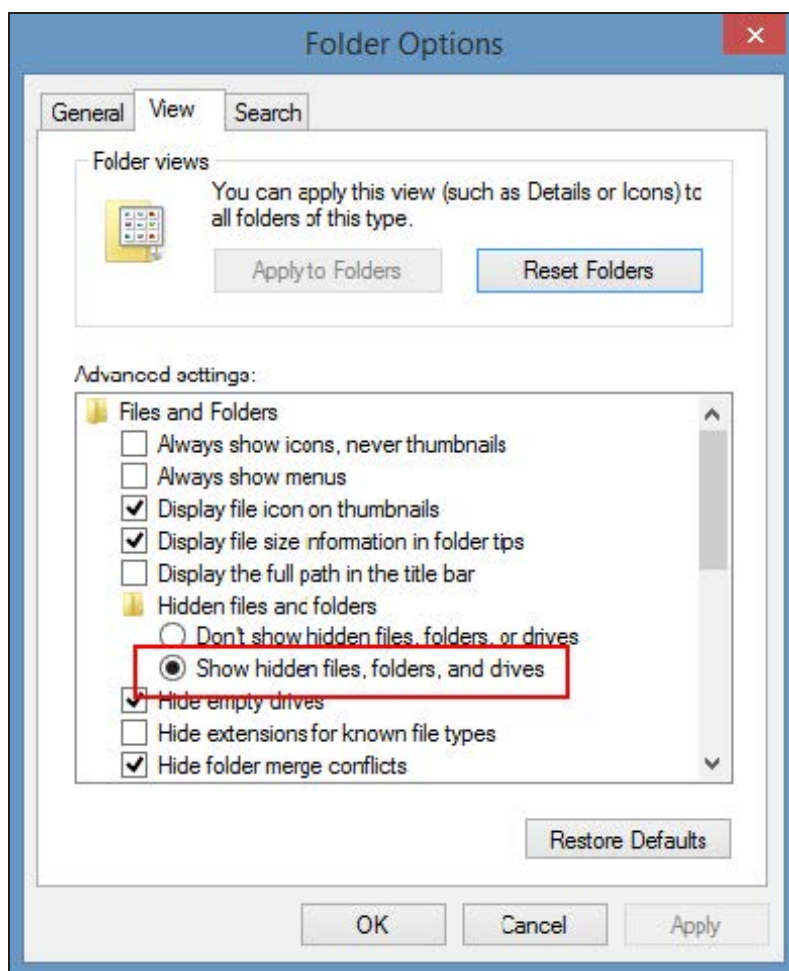 Folder Options
General View Search
Folder views
You can apply this view (such as Details or Icons) to
all folders of this type.
Apply to Folders Reset Folders
Advanced settings:
Files and Folders
Always show icons, never thumbnails
Always show menus
Display file icon on thumbnails
Display file size information in folder tips
Display the full path in the title bar
Hidden files and folders
Don't show hidden files, folders, or drives
Show hidden files, folders, and drives
Hide empty drives
Hide extensions for known file types
Hide folder merge conflicts
Restore Defaults
OK Cancel Apply